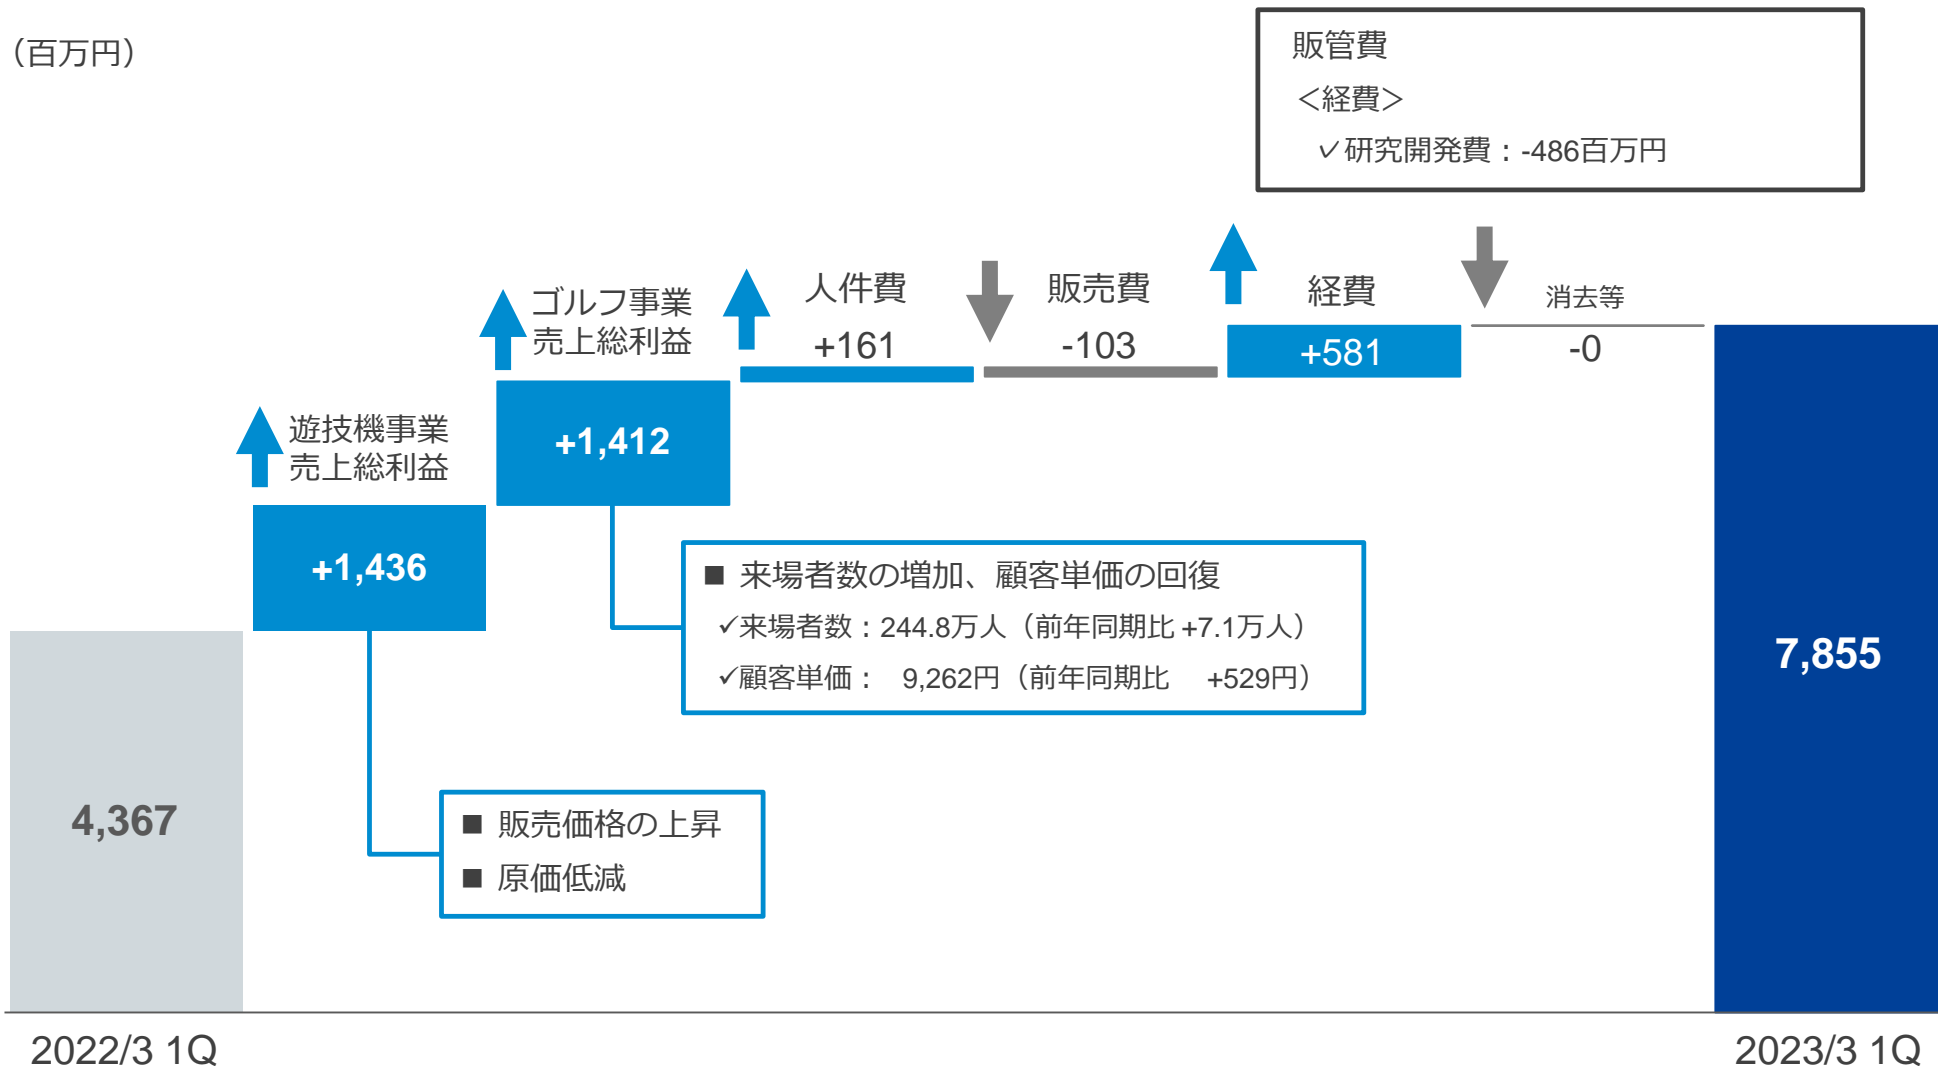 （百万円）
販管費
＜経費＞
✓研究開発費：-486百万円
遊技機事業
売上総利益
+1,436
ゴルフ事業
売上総利益
+1,412
人件費
+161
販売費
-103
経費
+581
消去等
-0
■ 来場者数の増加、顧客単価の回復
✓来場者数：244.8万人（前年同期比 +7.1万人）
✓顧客単価： 9,262円（前年同期比 +529円）
■ 販売価格の上昇
■ 原価低減
4,367
7,855
2022/3 1Q
2023/3 1Q